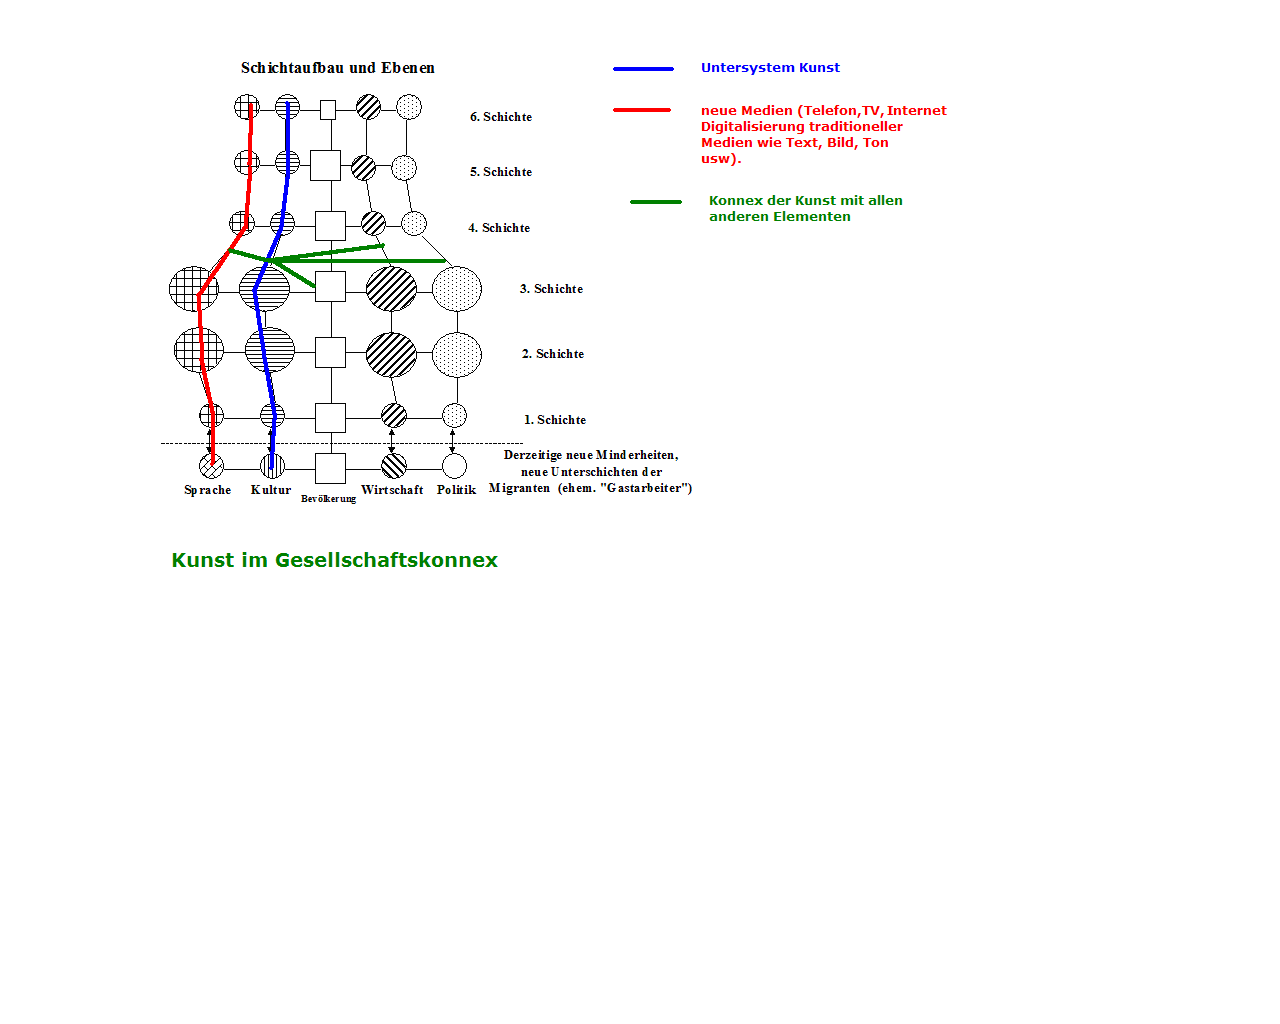 Schichtaufbau und Ebenen
Untersystem Kunst
neue Medien (Telefon,TV, Internet
Digitalisierung traditioneller
Medien wie Text, Bild, Ton
usw).
Konnex der Kunst mit allen
anderen Elementen
6. Schichte
5. Schichte
4. Schichte
3. Schichte
2. Schichte
1. Schichte
Derzeitige neue Minderheiten,
neue Unterschichten der
Migranten (ehem. "Gastarbeiter")
Sprache
Kultur
Bevölkerung
Wirtschaft
Politik
Kunst im Gesellschaftskonnex